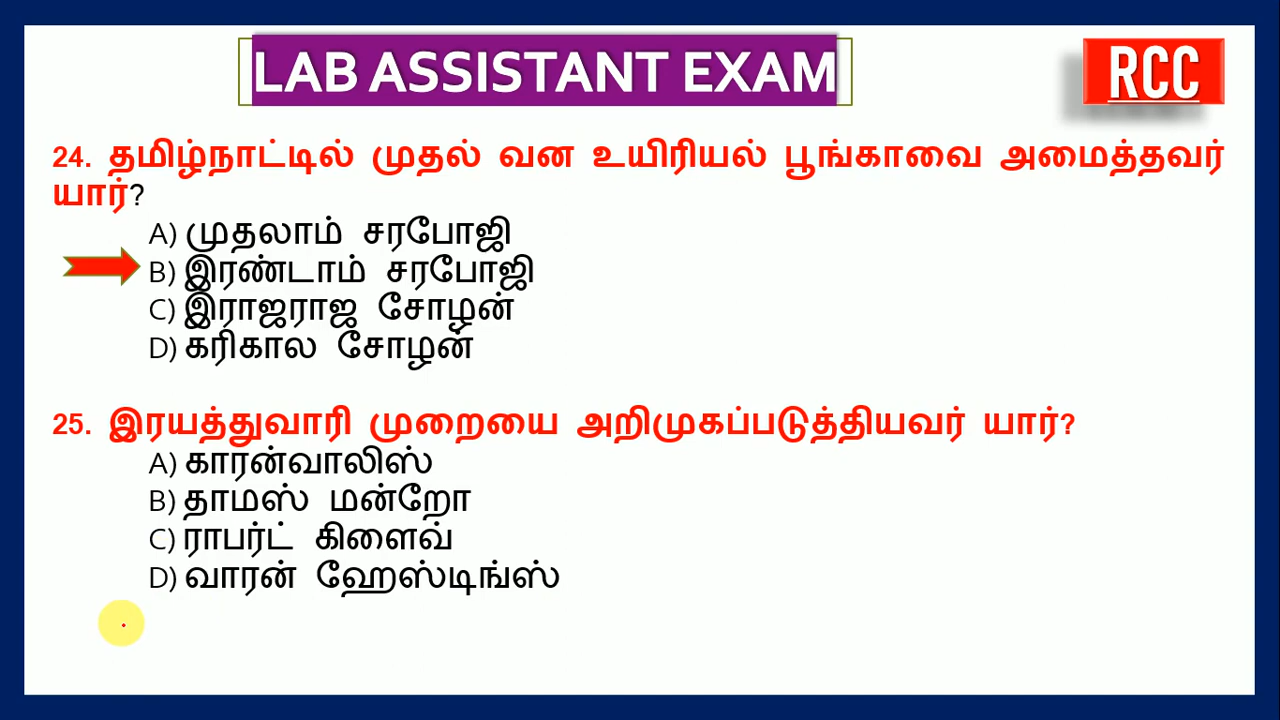 LAB ASSISTANT EXAM
RCC
24. தமிழ்நாட்டில் முதல் வன உயிரியல் பூங்காவை அமைத்தவர்
யார்?
A) முதலாம் சரபோஜி
B) இரண்டாம் சரபோஜி
C) இராஜராஜ சோழன்
D) கரிகால சோழன்
25. இரயத்துவாரி முறையை அறிமுகப்படுத்தியவர் யார்?
A) காரன்வாலிஸ்
B) தாமஸ் மன்றோ
C) ராபர்ட் கிளைவ்
D) வாரன் ஹேஸ்டிங்ஸ்